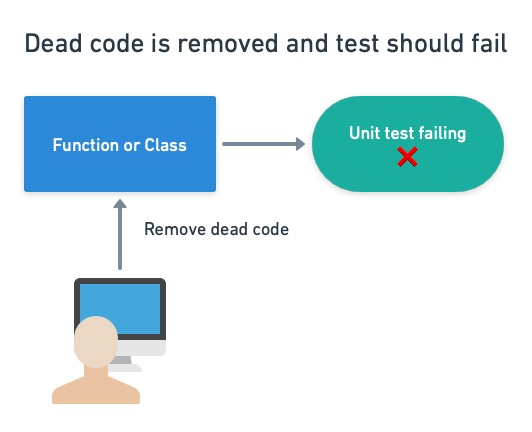 Dead code is removed and test should fail
Function or Class
Unit test failing
Remove dead code